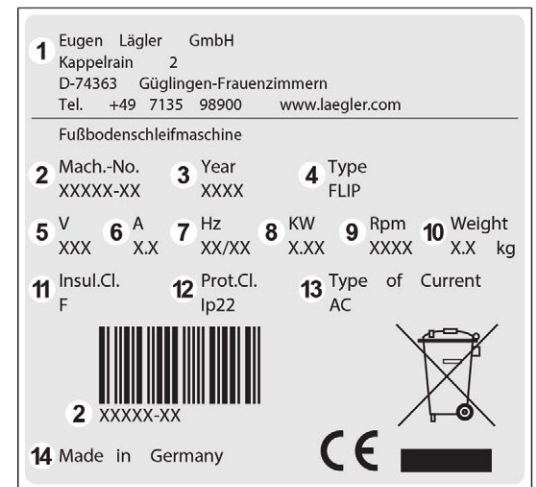 1 Eugen Lägler GmbH
Kappelrain 2
D-74363 Güglingen-Frauenzimmern
Tel. +49 7135 98900 www.laegler.com
Fußbodenschleifmaschine
2 Mach.-No. 3 Year 4 Type
XXXXX-XX XXXX FLIP
5 V 6 A 7 Hz 8 KW 9 Rpm 10 Weight
XXX X.X XX/XX X.XX XXXX X.X kg
11 Insul.Cl. 12 Prot.Cl. 13 Type of Current
F Ip22 AC
2 XXXXX-XX
14 Made in Germany CE